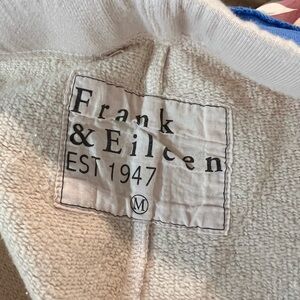 Frank
& Eileen
EST 1947
M